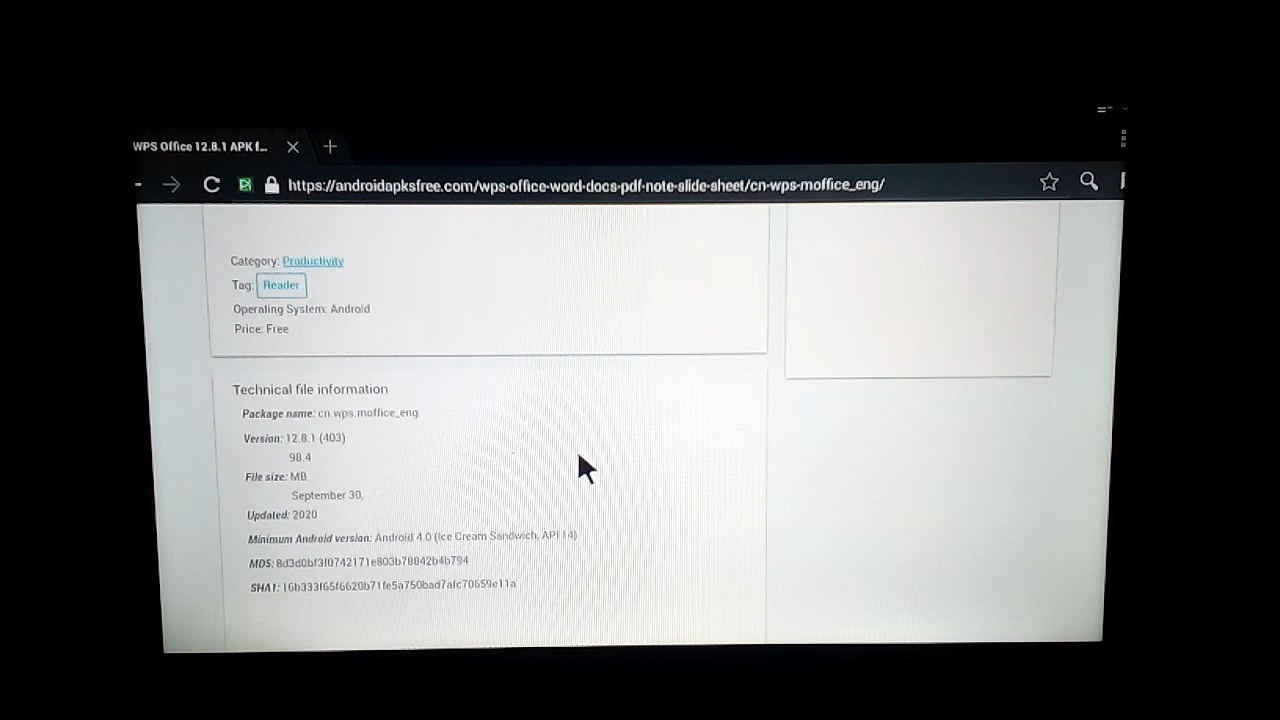 WPS Office 12.8.1 APK f...
https://androidapksfree.com/wps-office-word-docs-pdf-note-slide-sheet/cn-wps-moffice_eng/
Category: Productivity
Tag: Reader
Operating System: Android
Price: Free
Technical file information
Package name: cn.wps.moffice_eng
Version: 12.8.1 (403)
98.4
File size: MB
September 30,
Updated: 2020
Minimum Android version: Android 4.0 (Ice Cream Sandwich, API 14)
MD5:
SHA1: